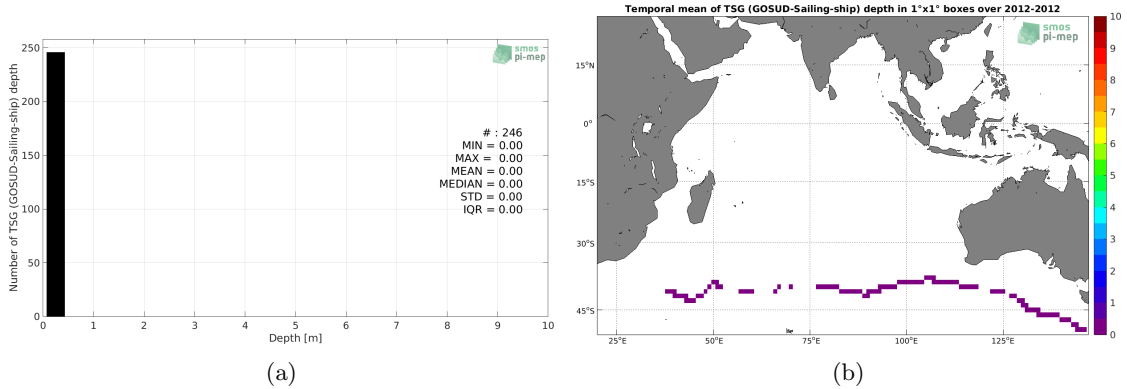 250
200
150
100
50
0
Number of TSG (GOSUD-Sailing-ship) depth
smos
pi-mep
# : 246
MIN = 0.00
MAX = 0.00
MEAN = 0.00
MEDIAN = 0.00
STD = 0.00
IQR = 0.00
0 1 2 3 4 5 6 7 8 9 10
Depth [m]
(a)
Temporal mean of TSG (GOSUD-Sailing-ship) depth in 1°x1° boxes over 2012-2012
smos
pi-mep
15°N
0°
15°S
30°S
45°S
25°E 50°E 75°E 100°E 125°E
10
9
8
7
6
5
4
3
2
1
0
(b)